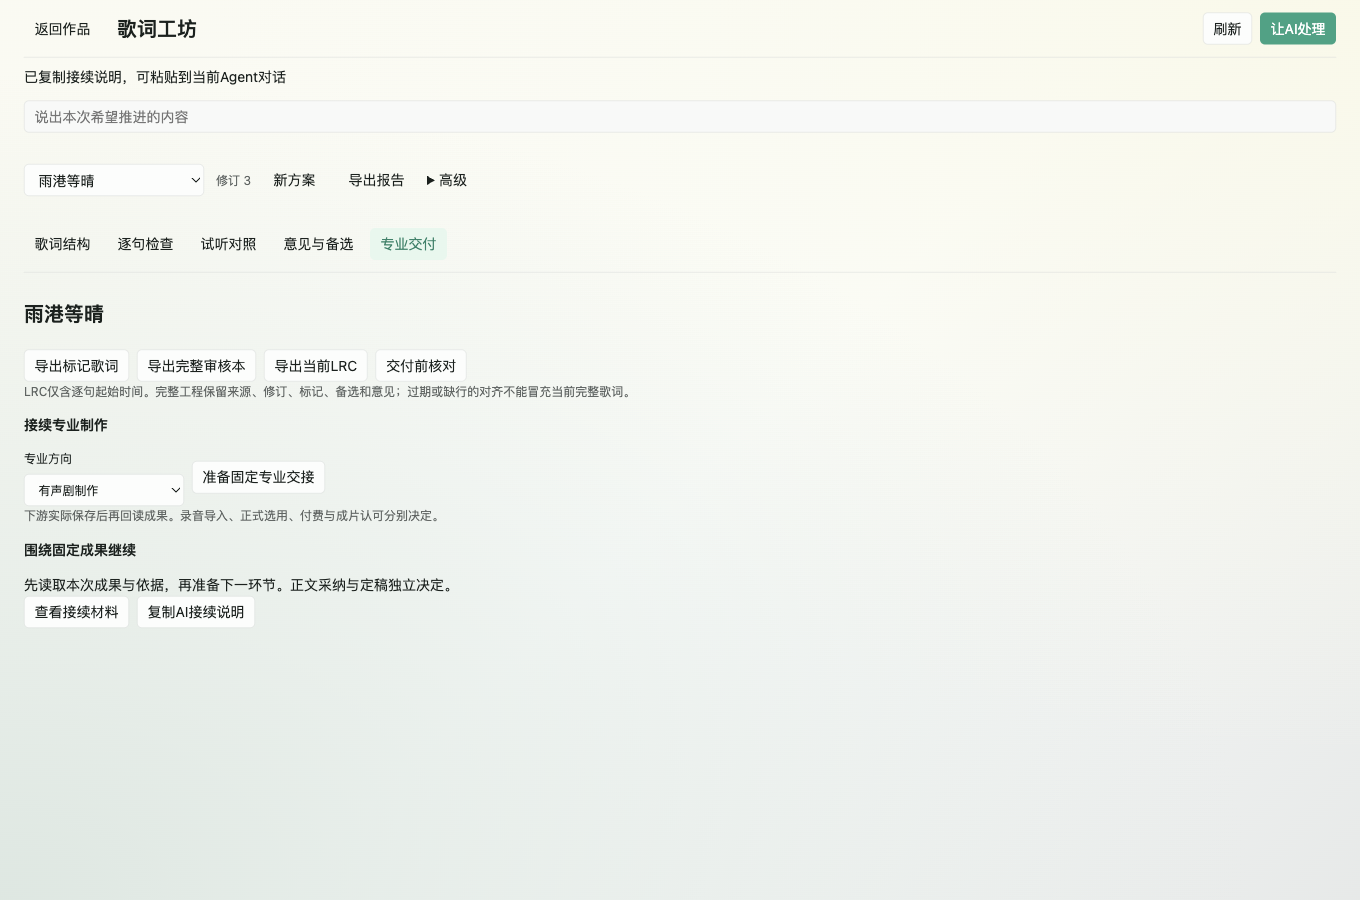 返回作品 歌词工坊 刷新 让AI处理
已复制接续说明，可粘贴到当前Agent对话
说出本次希望推进的内容
雨港等晴 修订 3 新方案 导出报告 ▶ 高级
歌词结构 逐句检查 试听对照 意见与备选 专业交付
雨港等晴
导出标记歌词 导出完整审核本 导出当前LRC 交付前核对
LRC仅含逐句起始时间。完整工程保留来源、修订、标记、备选和意见；过期或缺行的对齐不能冒充当前完整歌词。
接续专业制作
专业方向
有声剧制作 准备固定专业交接
下游实际保存后再回读成果。录音导入、正式选用、付费与成片认可分别决定。
围绕固定成果继续
先读取本次成果与依据，再准备下一环节。正文采纳与定稿独立决定。
查看接续材料 复制AI接续说明